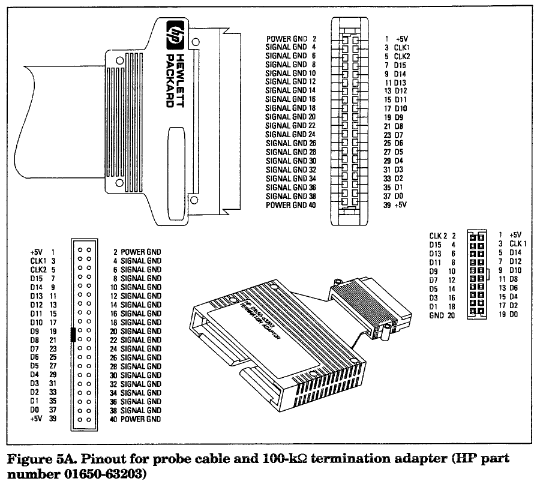 hp
HEWLETT
PACKARD
POWER GND 2 1 +5V
SIGNAL GND 4 3 CLK1
SIGNAL GND 6 5 CLK2
SIGNAL GND 8 7 D15
SIGNAL GND 10 9 D14
SIGNAL GND 12 11 D13
SIGNAL GND 14 13 D12
SIGNAL GND 16 15 D11
SIGNAL GND 18 17 D10
SIGNAL GND 20 19 D9
SIGNAL GND 22 21 D8
SIGNAL GND 24 23 D7
SIGNAL GND 26 25 D6
SIGNAL GND 28 27 D5
SIGNAL GND 30 29 D4
SIGNAL GND 32 31 D3
SIGNAL GND 34 33 D2
SIGNAL GND 36 35 D1
SIGNAL GND 38 37 D0
POWER GND 40 39 +5V
+5V 1 2 POWER GND
CLK1 3 4 SIGNAL GND
CLK2 5 6 SIGNAL GND
D15 7 8 SIGNAL GND
D14 9 10 SIGNAL GND
D13 11 12 SIGNAL GND
D12 13 14 SIGNAL GND
D11 15 16 SIGNAL GND
D10 17 18 SIGNAL GND
D9 19 20 SIGNAL GND
D8 21 22 SIGNAL GND
D7 23 24 SIGNAL GND
D6 25 26 SIGNAL GND
D5 27 28 SIGNAL GND
D4 29 30 SIGNAL GND
D3 31 32 SIGNAL GND
D2 33 34 SIGNAL GND
D1 35 36 SIGNAL GND
D0 37 38 SIGNAL GND
+5V 39 40 POWER GND
CLK 2 2 1 +5V
D15 4 3 CLK 1
D13 6 5 D14
D11 8 7 D12
D9 10 9 D10
D7 12 11 D8
D5 14 13 D6
D3 16 15 D4
D1 18 17 D2
GND 20 19 D0
Figure 5A. Pinout for probe cable and 100-kΩ termination adapter (HP part
number 01650-63203)